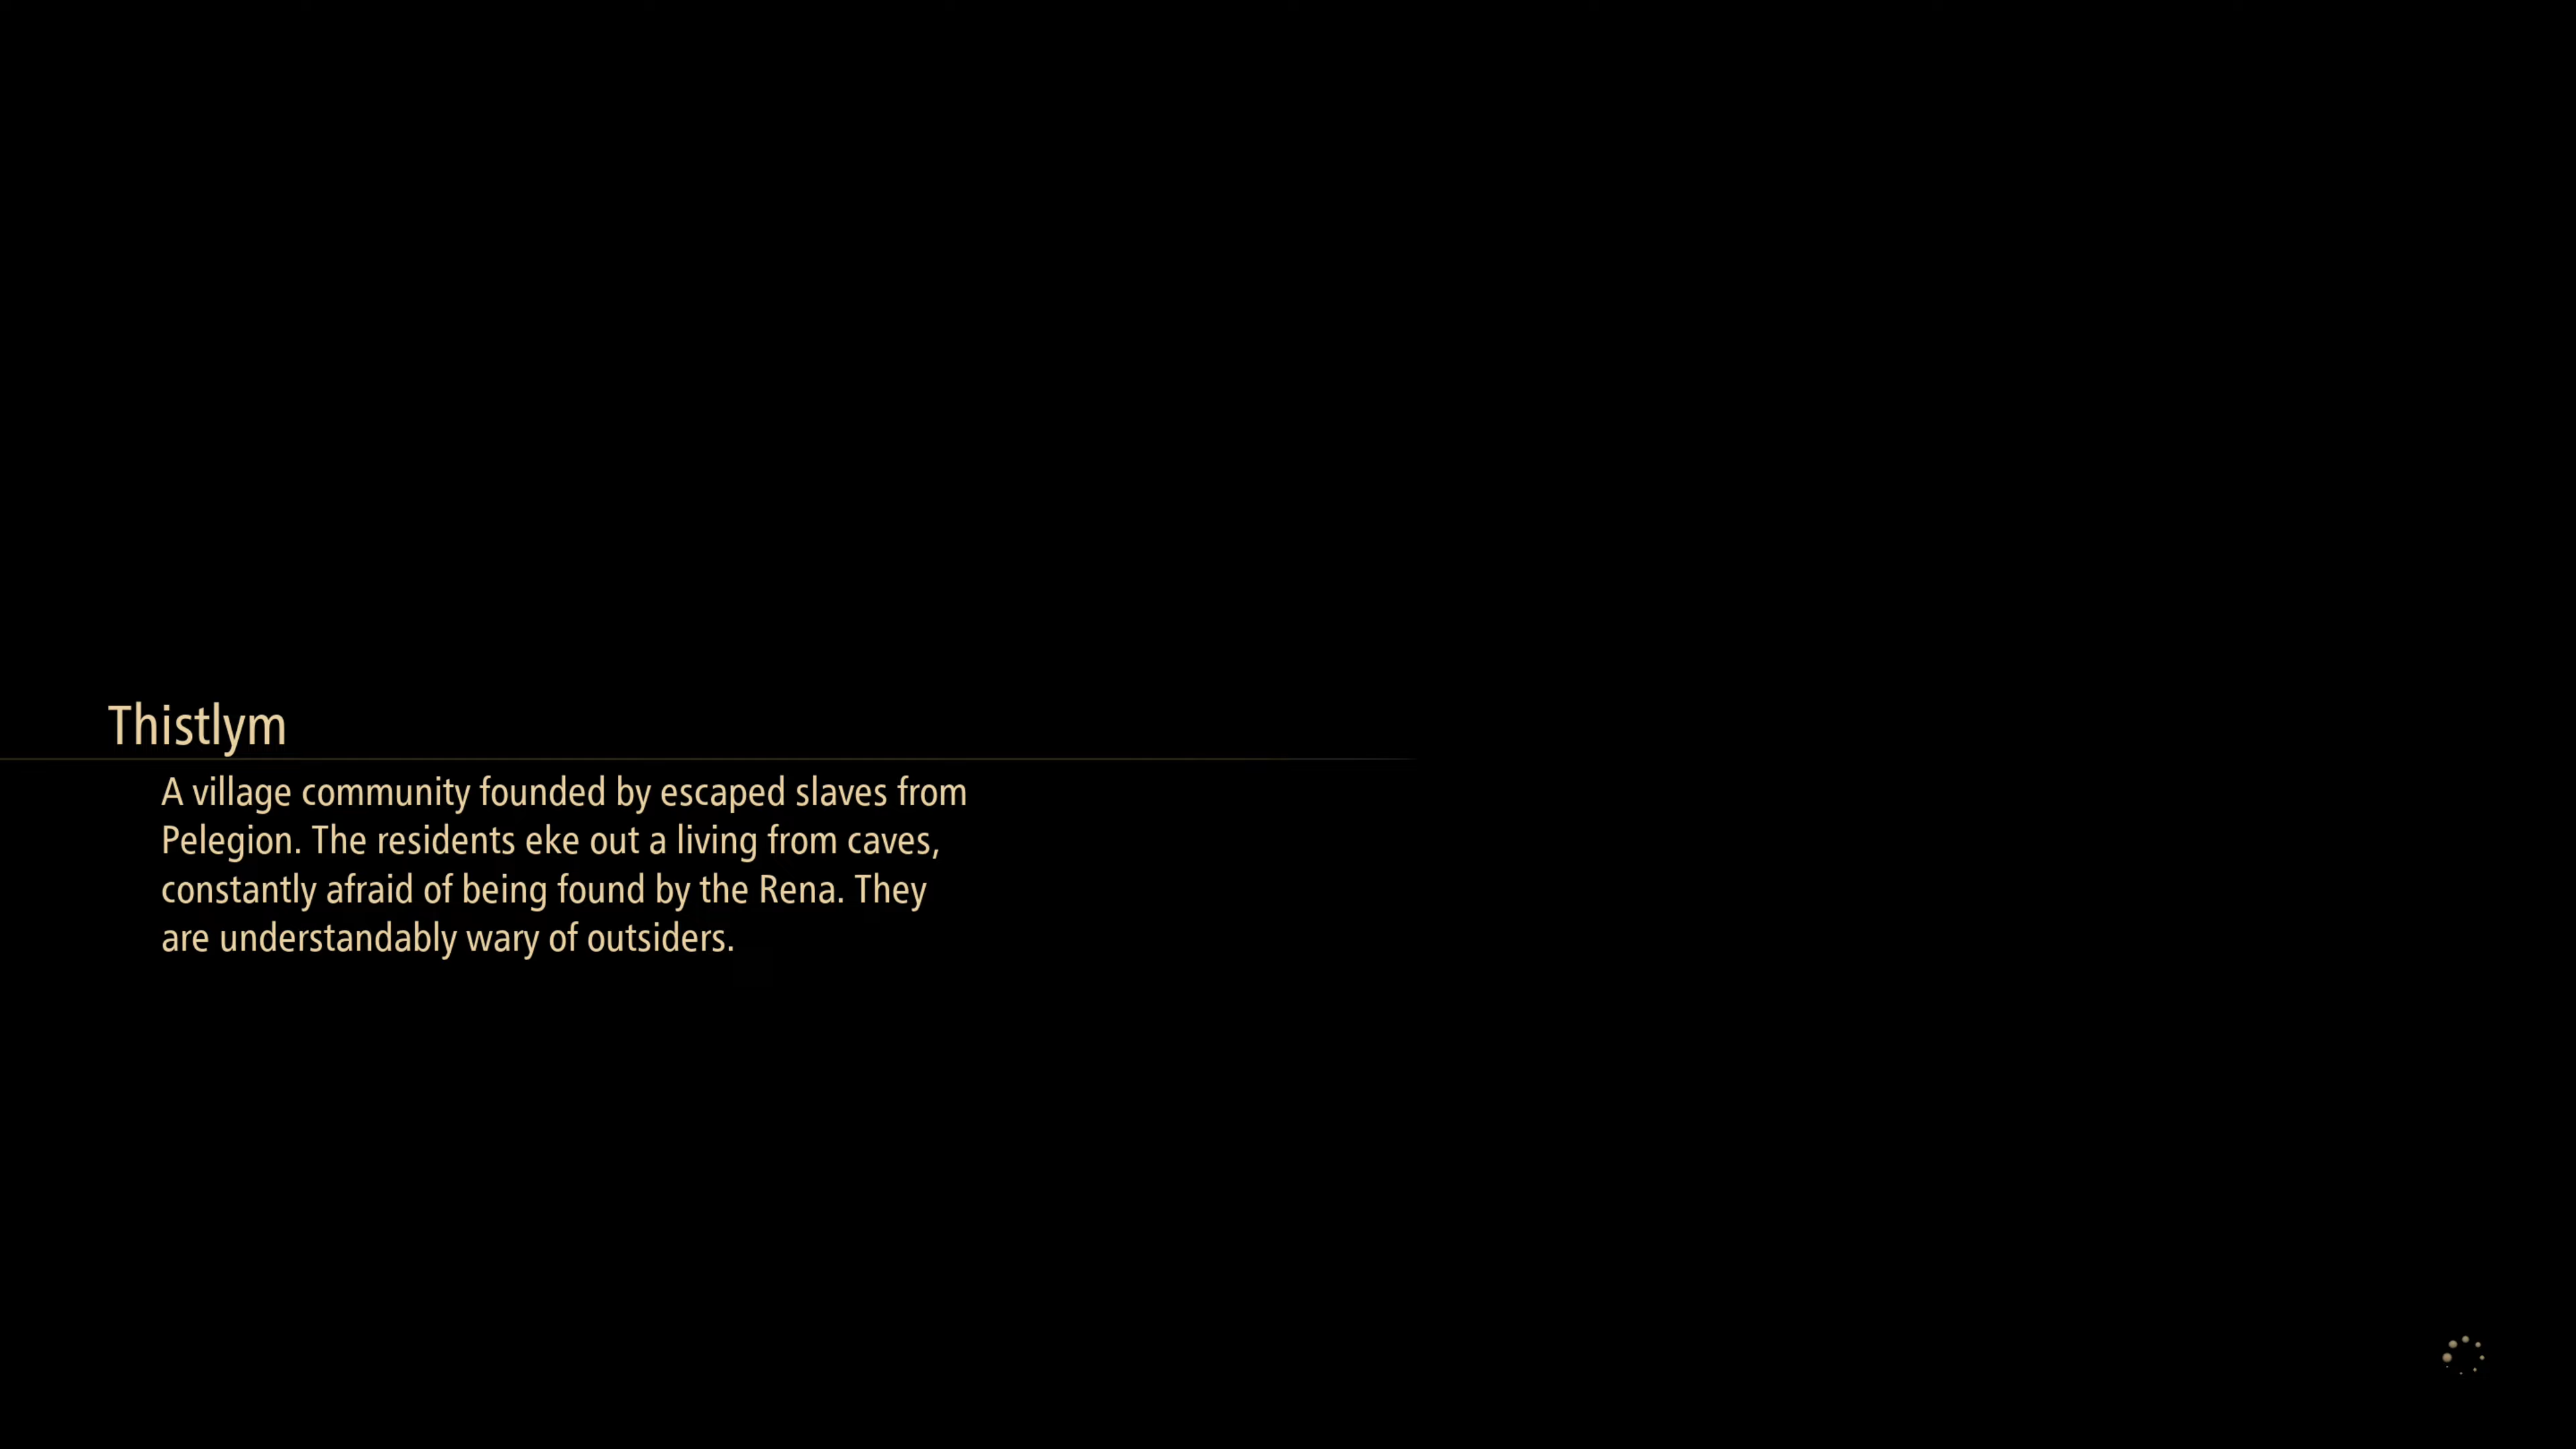 Thistlym
A village community founded by escaped slaves from
Pelegion. The residents eke out a living from caves,
constantly afraid of being found by the Rena. They
are understandably wary of outsiders.